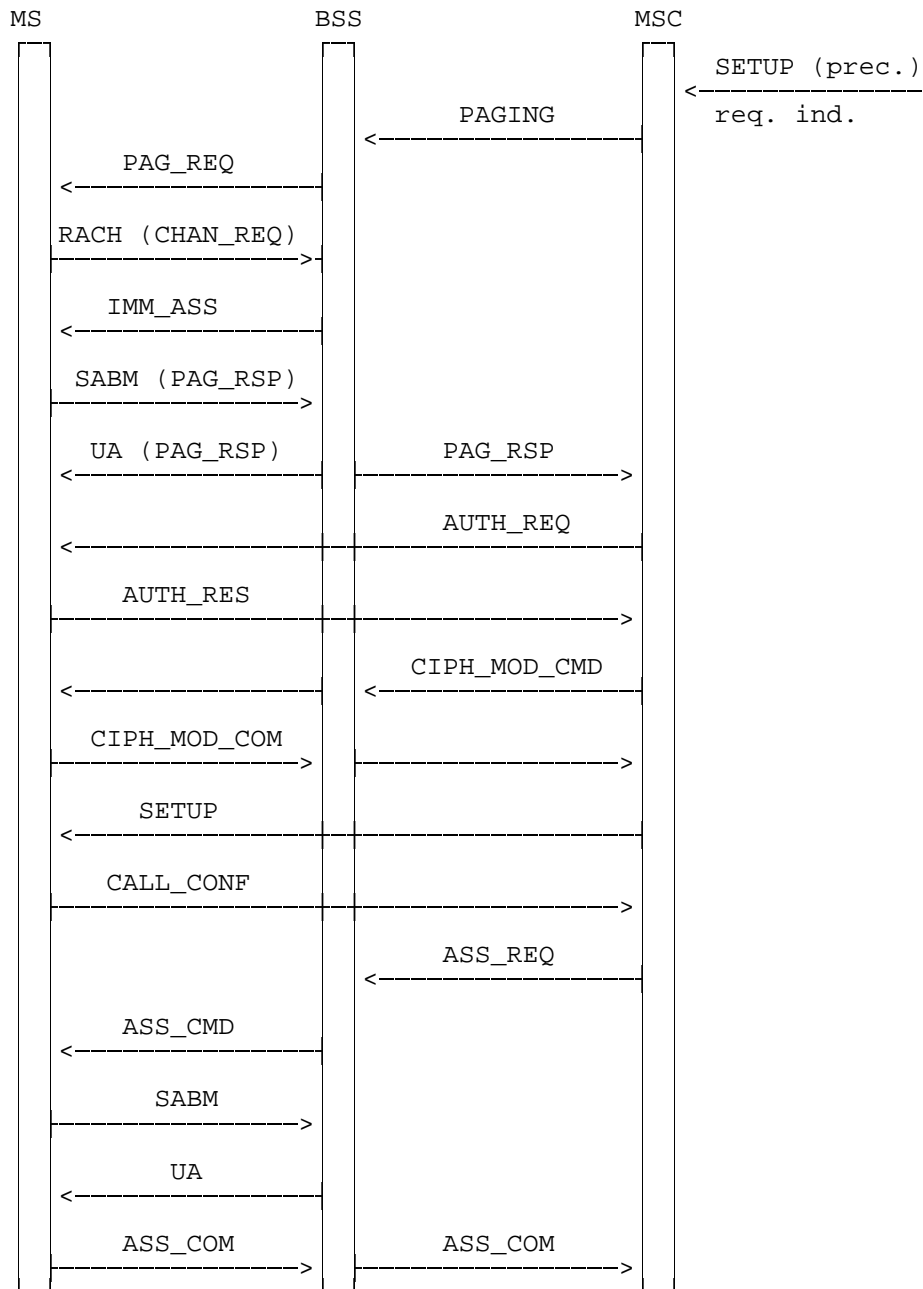 MS BSS MSC
SETUP (prec.)
PAGING req. ind.
PAG_REQ
RACH (CHAN_REQ)
IMM_ASS
SABM (PAG_RSP)
UA (PAG_RSP) PAG_RSP
AUTH_REQ
AUTH_RES
CIPH_MOD_CMD
CIPH_MOD_COM
SETUP
CALL_CONF
ASS_REQ
ASS_CMD
SABM
UA
ASS_COM ASS_COM